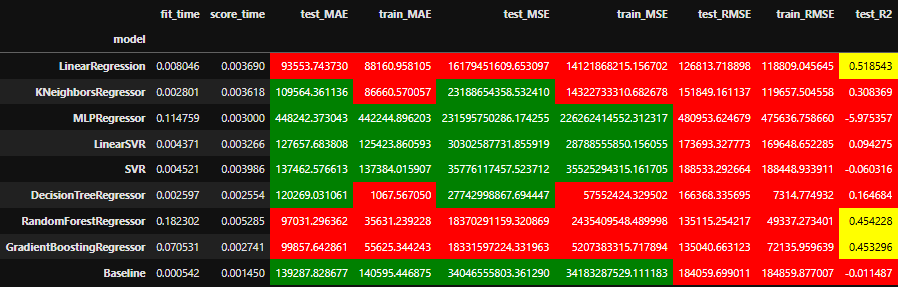 fit_time score_time test_MAE train_MAE test_MSE train_MSE test_RMSE train_RMSE test_R2
model
LinearRegression 0.008046 0.003690 93553.743730 88160.958105 16179451609.653097 14121868215.156702 126813.718898 118809.045645 0.518543
KNeighborsRegressor 0.002801 0.003618 109564.361136 86660.570057 23188654358.532410 14322733310.682678 151849.161137 119657.504558 0.308369
MLPRegressor 0.114759 0.003000 448242.373043 442244.896203 231595750286.174255 226262414552.312317 480953.624679 475636.758660 -5.975357
LinearSVR 0.004371 0.003266 127657.683808 125423.860593 30302587731.855919 28788555850.156055 173693.327773 169648.652285 0.094275
SVR 0.004521 0.003986 137462.576613 137384.015907 35776117457.523712 35525294315.161705 188533.292664 188448.933911 -0.060316
DecisionTreeRegressor 0.002597 0.002554 120269.031061 1067.567050 27742998867.694447 57552424.329502 166368.335695 7314.774932 0.164684
RandomForestRegressor 0.182302 0.005285 97031.296362 35631.239228 18370291159.320869 2435409548.489998 135115.254217 49337.273401 0.454228
GradientBoostingRegressor 0.070531 0.002741 99857.642861 55625.344243 18331597224.331963 5207383315.717894 135040.663123 72135.959639 0.453296
Baseline 0.000542 0.001450 139287.828677 140595.446875 34046555803.361290 34183287529.111183 184059.699011 184859.877007 -0.011487